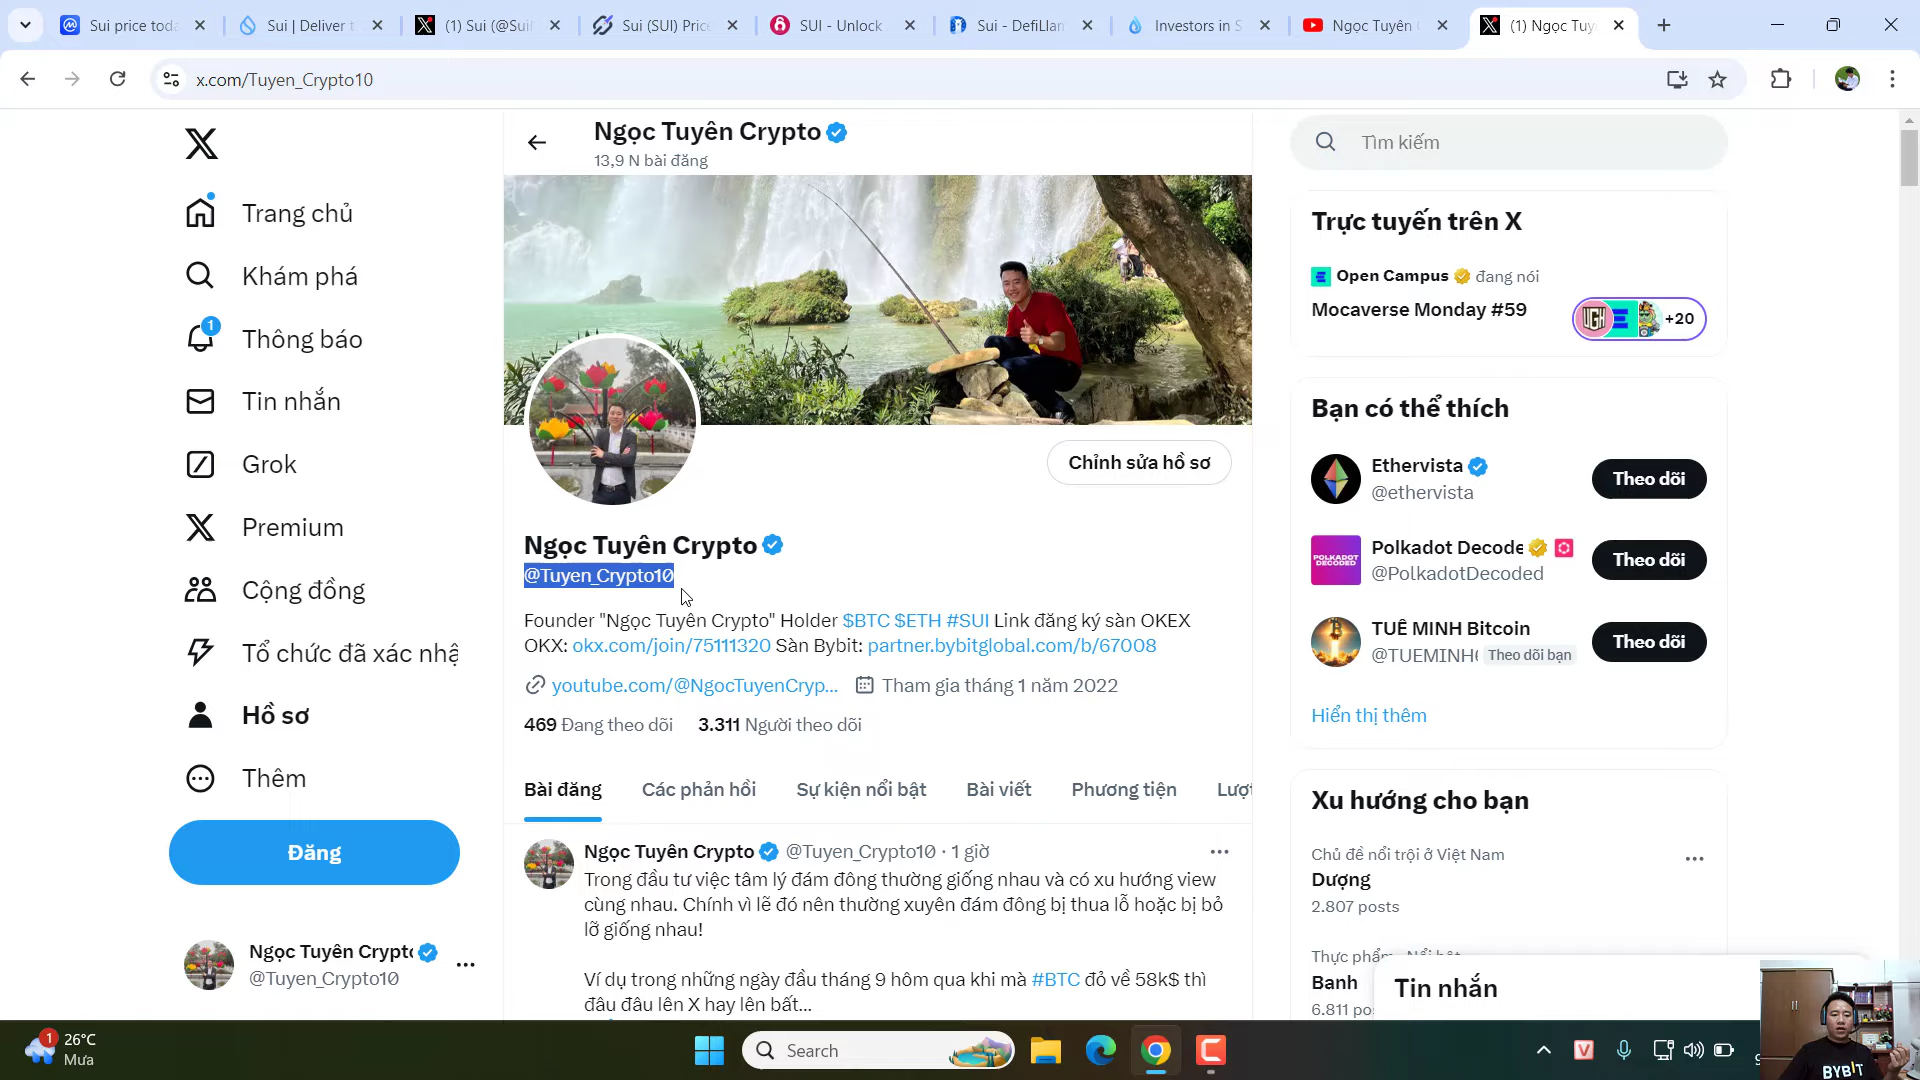 Sui price toda
Sui | Deliver t
(1) Sui (@Suil
Sui (SUI) Price
SUI - Unlock
Sui - DefiLlam
Investors in S
Ngọc Tuyên
(1) Ngọc Tuy
x.com/Tuyen_Crypto10
Trang chủ
Khám phá
1
Thông báo
Tin nhắn
Grok
Premium
Cộng đồng
Tổ chức đã xác nhậ
Hồ sơ
Thêm
Đăng
Ngọc Tuyên Crypto
@Tuyen_Crypto10
Ngọc Tuyên Crypto
13,9 N bài đăng
Chỉnh sửa hồ sơ
Ngọc Tuyên Crypto
@Tuyen_Crypto10
Founder "Ngọc Tuyên Crypto" Holder $BTC $ETH #SUI Link đăng ký sàn OKEX
OKX: okx.com/join/75111320 Sàn Bybit: partner.bybitglobal.com/b/67008
youtube.com/@NgocTuyenCryp... Tham gia tháng 1 năm 2022
469 Đang theo dõi 3.311 Người theo dõi
Bài đăng Các phản hồi Sự kiện nổi bật Bài viết Phương tiện Lượt
Ngọc Tuyên Crypto @Tuyen_Crypto10 · 1 giờ
Trong đầu tư việc tâm lý đám đông thường giống nhau và có xu hướng view
cùng nhau. Chính vì lẽ đó nên thường xuyên đám đông bị thua lỗ hoặc bị bỏ
lỡ giống nhau!
Ví dụ trong những ngày đầu tháng 9 hôm qua khi mà #BTC đỏ về 58k$ thì
đâu đâu lên X hay lên bất...
Tìm kiếm
Trực tuyến trên X
Open Campus đang nói
Mocaverse Monday #59
+20
Bạn có thể thích
Ethervista
@ethervista
Theo dõi
POLKADOT
DECODED
Polkadot Decode
@PolkadotDecoded
Theo dõi
TUỆ MINH Bitcoin
@TUEMINH Theo dõi bạn
Theo dõi
Hiển thị thêm
Xu hướng cho bạn
Chủ đề nổi trội ở Việt Nam
Dượng
2.807 posts
Thực phẩm · Nổi bật
Banh
6.811 po
Tin nhắn
BYBIT
1
26°C
Mưa
Search